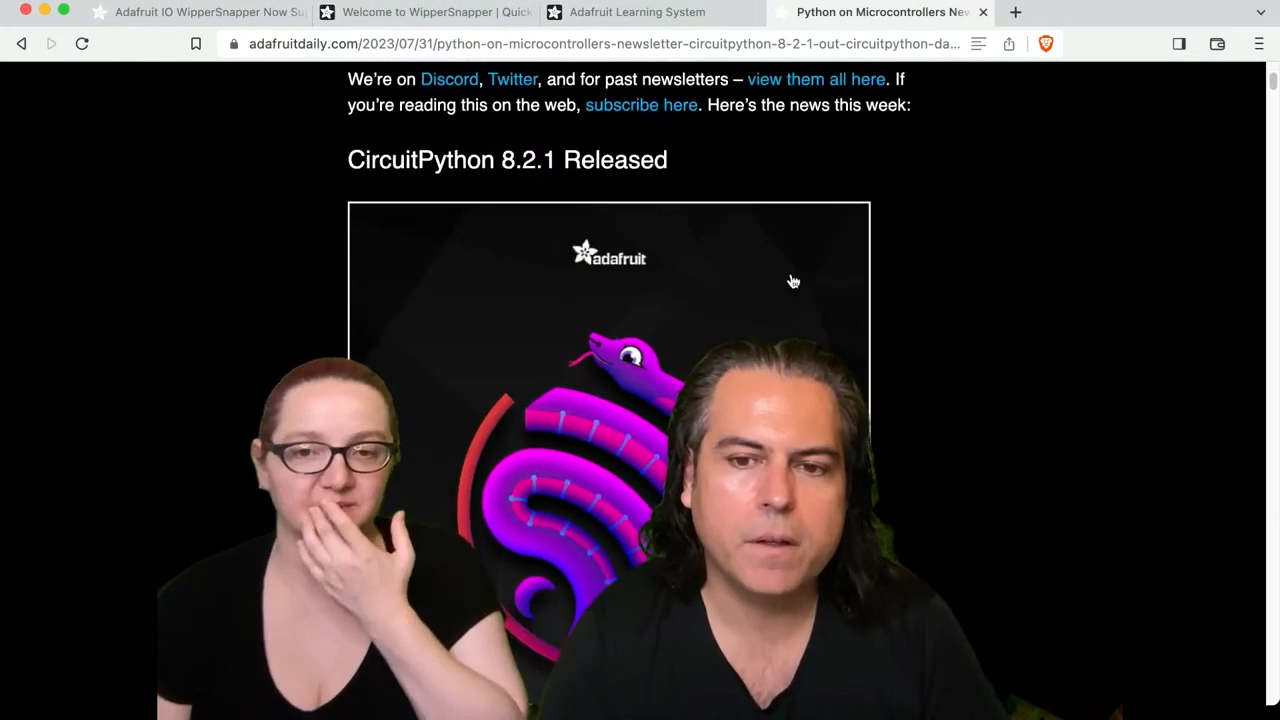 Adafruit IO WipperSnapper Now Su
Welcome to WipperSnapper | Quick
Adafruit Learning System
Python on Microcontrollers New
adafruitdaily.com/2023/07/31/python-on-microcontrollers-newsletter-circuitpython-8-2-1-out-circuitpython-da...
We're on Discord, Twitter, and for past newsletters – view them all here. If
you're reading this on the web, subscribe here. Here's the news this week:
CircuitPython 8.2.1 Released
adafruit